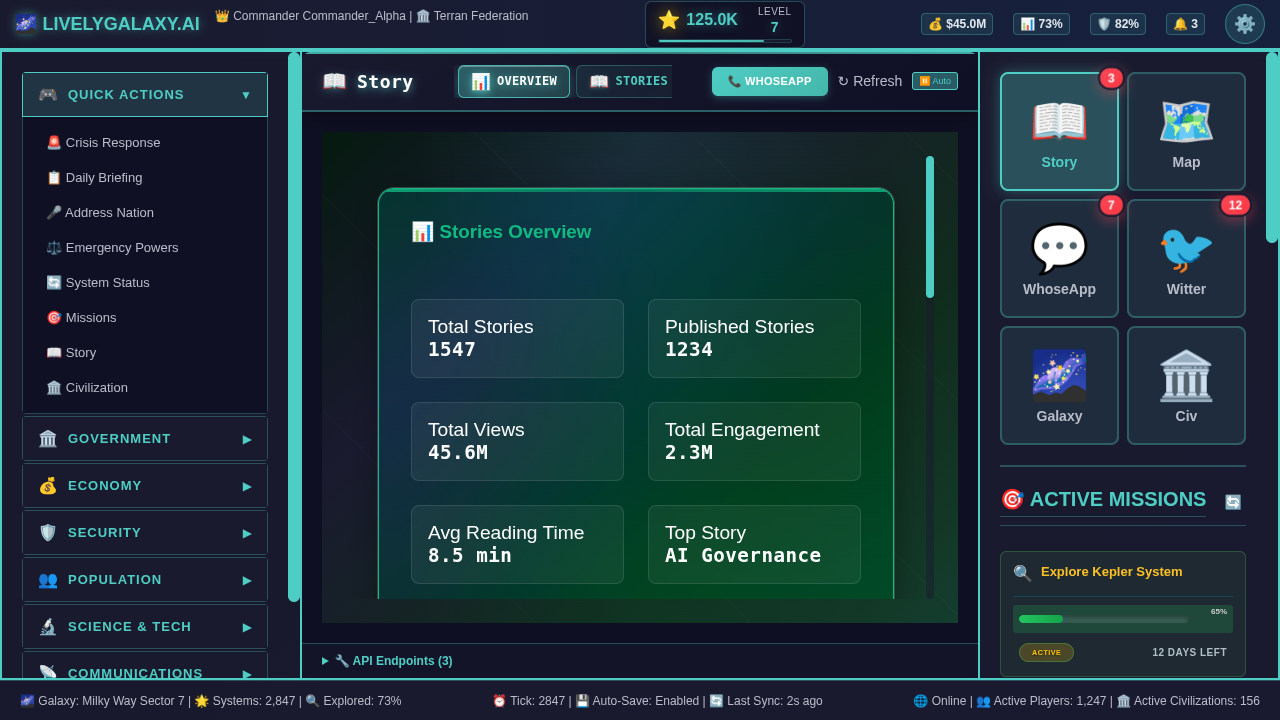 LIVELYGALAXY.AI
Commander Commander_Alpha | Terran Federation
125.0K
LEVEL
7
$45.0M
73%
82%
3
QUICK ACTIONS
Crisis Response
Daily Briefing
Address Nation
Emergency Powers
System Status
Missions
Story
Civilization
GOVERNMENT
ECONOMY
SECURITY
POPULATION
SCIENCE & TECH
COMMUNICATIONS
Story
OVERVIEW
STORIES
WHOSEAPP
Refresh
Auto
Stories Overview
Total Stories
1547
Published Stories
1234
Total Views
45.6M
Total Engagement
2.3M
Avg Reading Time
8.5 min
Top Story
AI Governance
API Endpoints (3)
3
Story
Map
7
WhoseApp
12
Witter
Galaxy
Civ
ACTIVE MISSIONS
Explore Kepler System
65%
ACTIVE
12 DAYS LEFT
Galaxy: Milky Way Sector 7 | Systems: 2,847 | Explored: 73%
Tick: 2847 | Auto-Save: Enabled | Last Sync: 2s ago
Online | Active Players: 1,247 | Active Civilizations: 156